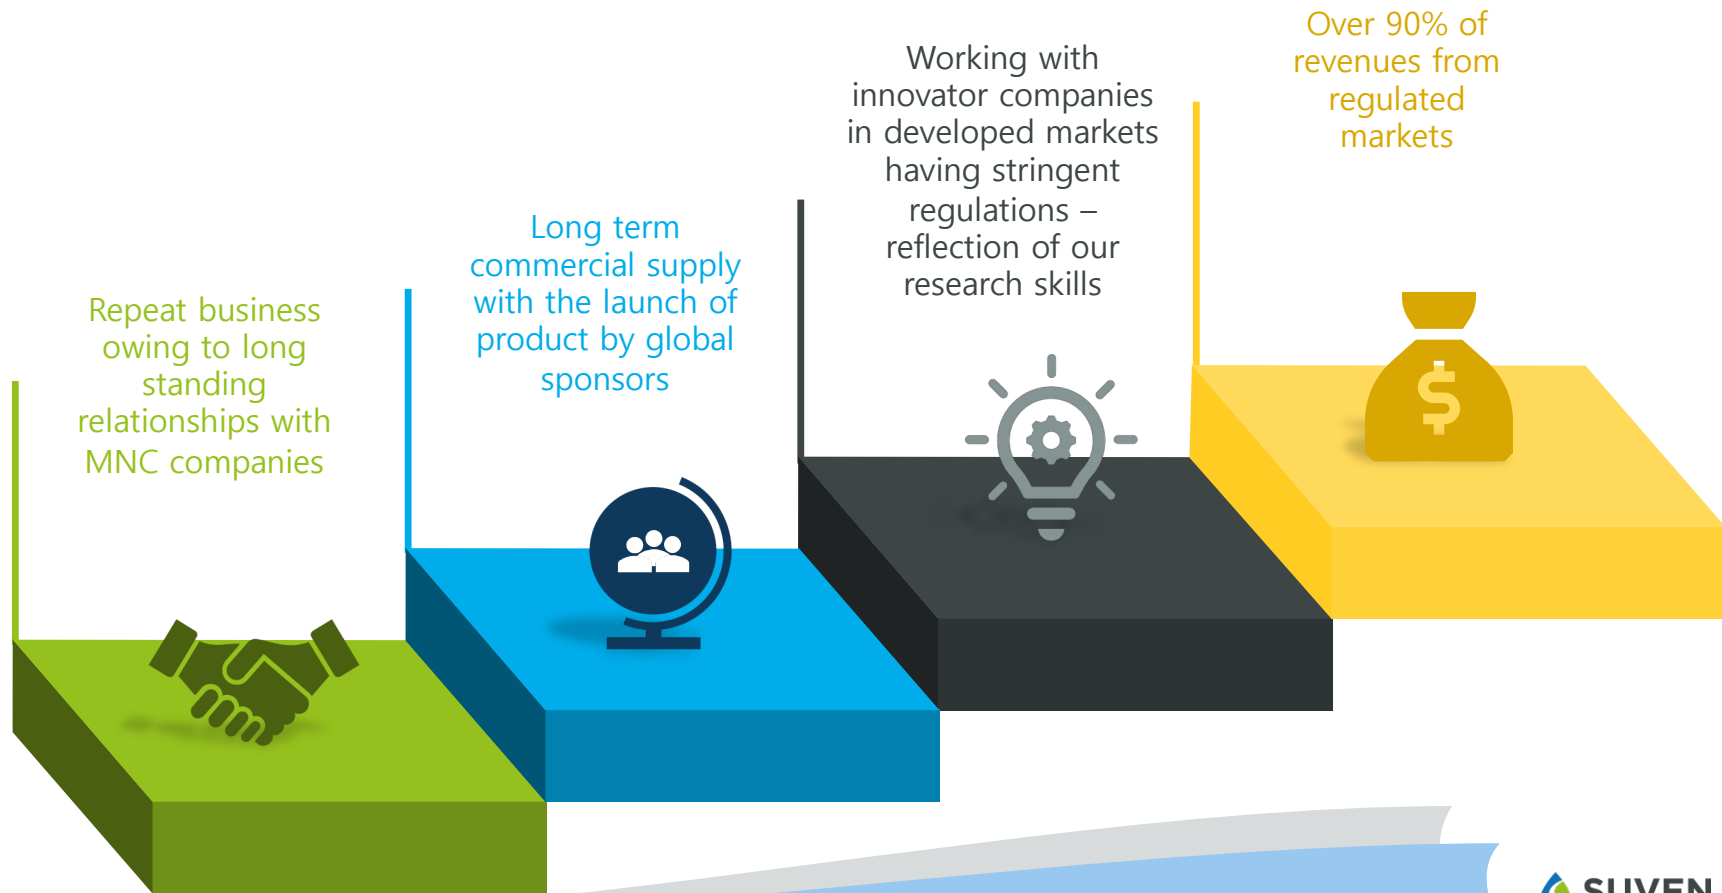 Repeat business
owing to long
standing
relationships with
MNC companies
Long term
commercial supply
with the launch of
product by global
sponsors
Working with
innovator companies
in developed markets
having stringent
regulations –
reflection of our
research skills
Over 90% of
revenues from
regulated
markets
$
SUVEN